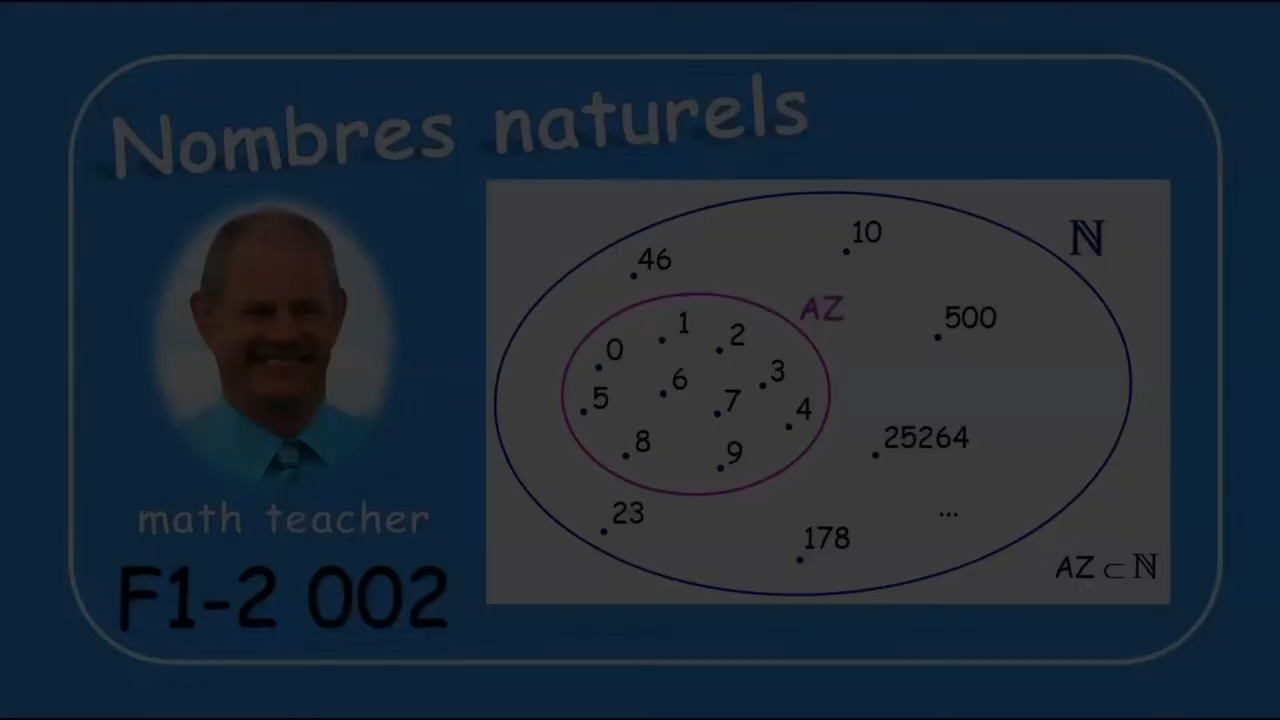 Nombres naturels
math teacher
F1-2 002
ℕ
10
46
AZ
500
1
2
0
3
6
5
7
4
8
9
25264
23
178
...
AZ ⊂ ℕ